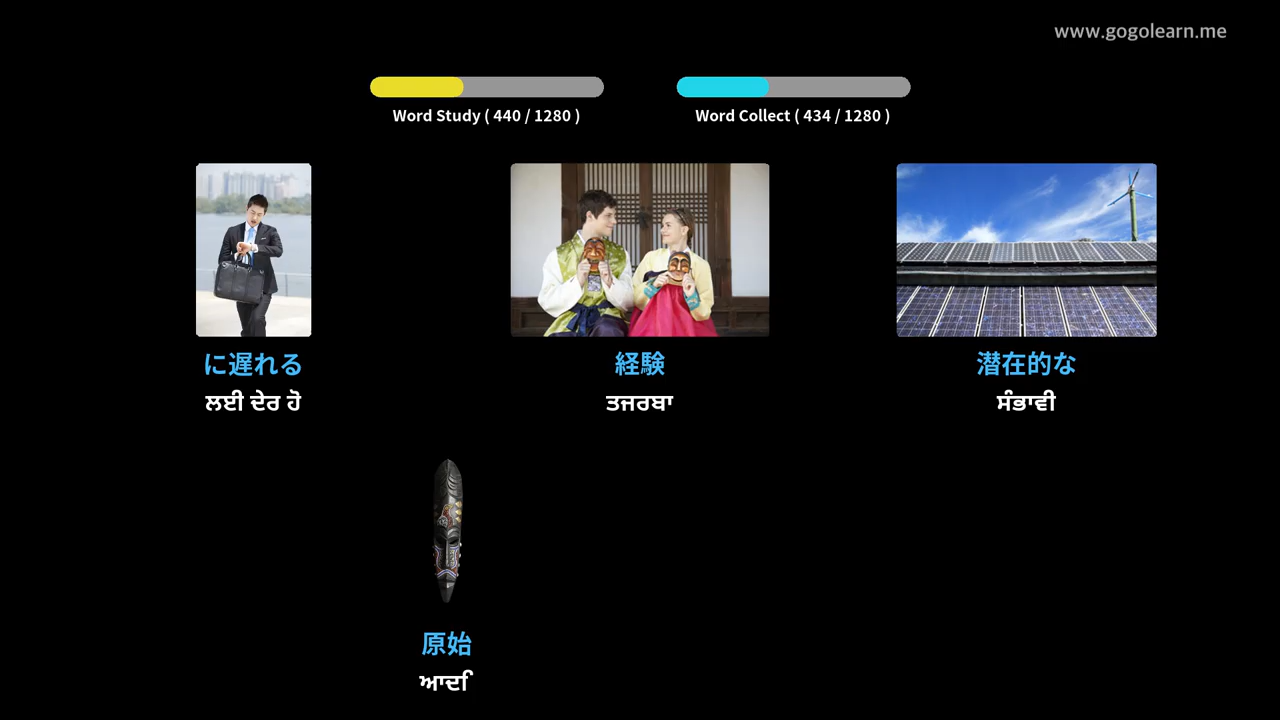 www.gogolearn.me
Word Study ( 440 / 1280 )
Word Collect ( 434 / 1280 )
に遅れる
ਲਈ ਦੇਰ ਹੋ
経験
ਤਜਰਬਾ
潜在的な
ਸੰਭਾਵੀ
原始
ਆਦਿ